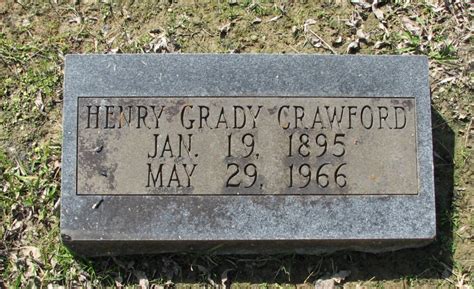 HENRY GRADY CRAWFORD
JAN. 19, 1895
MAY 29, 1966